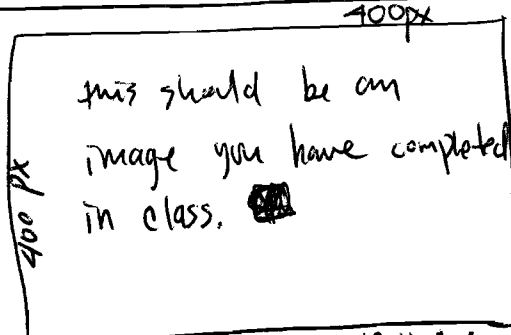 400px
this should be an
image you have completed
in class.
400 px